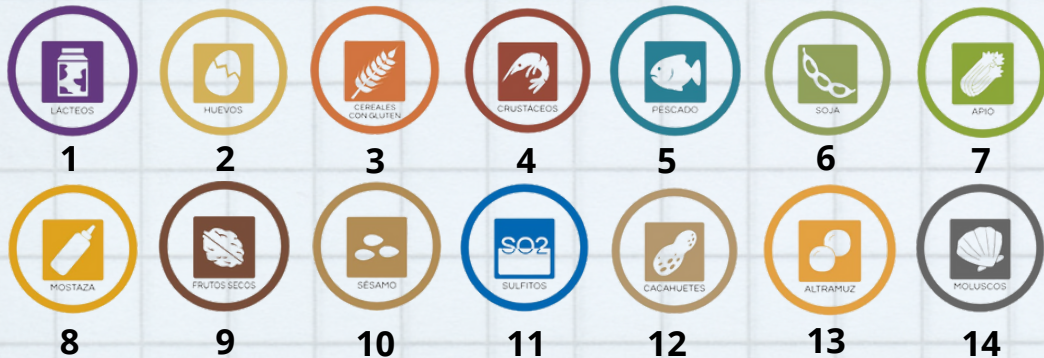 LÁCTEOS
HUEVOS
CEREALES
CON GLUTEN
CRUSTÁCEOS
PESCADO
SOJA
APIO
1 2 3 4 5 6 7
MOSTAZA
FRUTOS SECOS
SÉSAMO
SO2
SULFITOS
CACAHUETES
ALTRAMUZ
MOLUSCOS
8 9 10 11 12 13 14